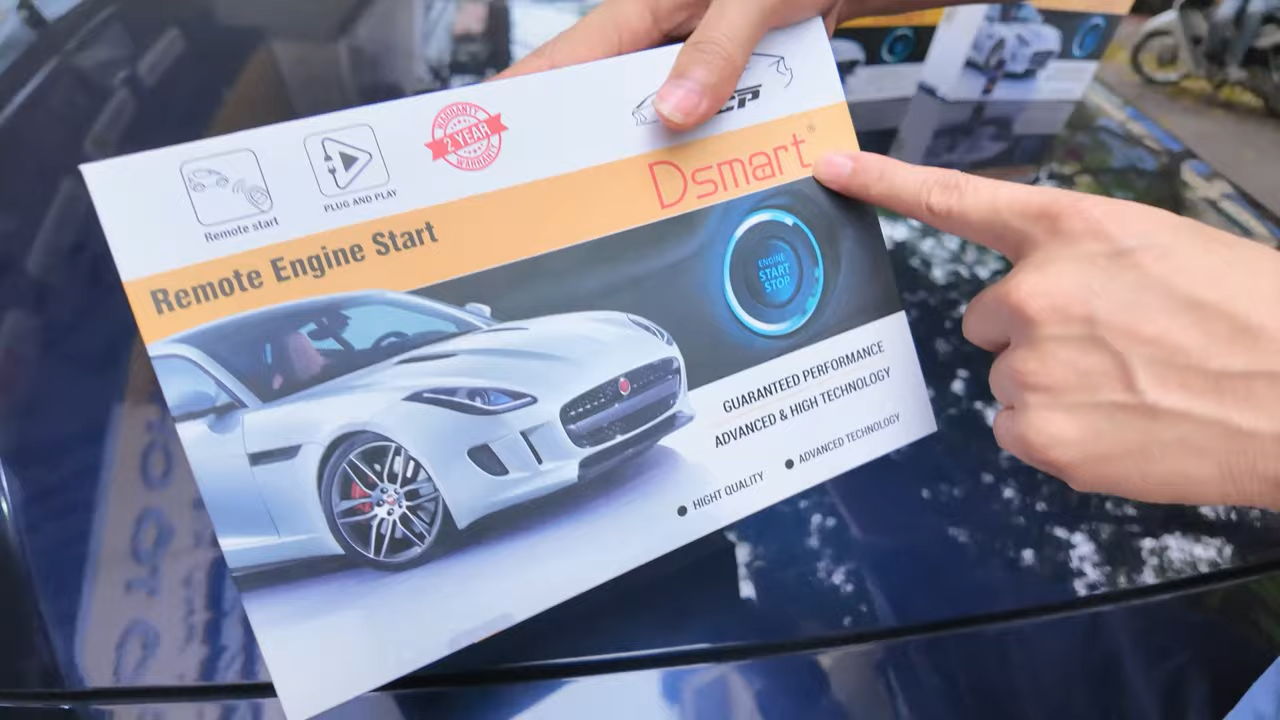 Remote start
PLUG AND PLAY
WARRANTY
2 YEAR
WARRANTY
Dsmart®
Remote Engine Start
ENGINE
START
STOP
GUARANTEED PERFORMANCE
ADVANCED & HIGH TECHNOLOGY
● HIGHT QUALITY
● ADVANCED TECHNOLOGY